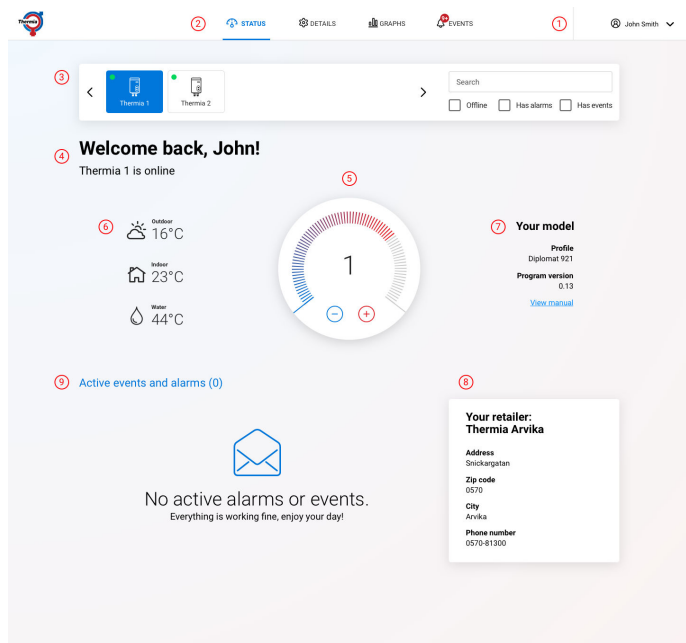 Thermia
2
STATUS
DETAILS
GRAPHS
9+
EVENTS
1
John Smith
3
Thermia 1
Thermia 2
Search
Offline
Has alarms
Has events
4
Welcome back, John!
Thermia 1 is online
5
6
Outdoor
16°C
Indoor
23°C
Water
44°C
1
7
Your model
Profile
Diplomat 921
Program version
0.13
View manual
9
Active events and alarms (0)
No active alarms or events.
Everything is working fine, enjoy your day!
8
Your retailer:
Thermia Arvika
Address
Snickargatan
Zip code
0570
City
Arvika
Phone number
0570-81300